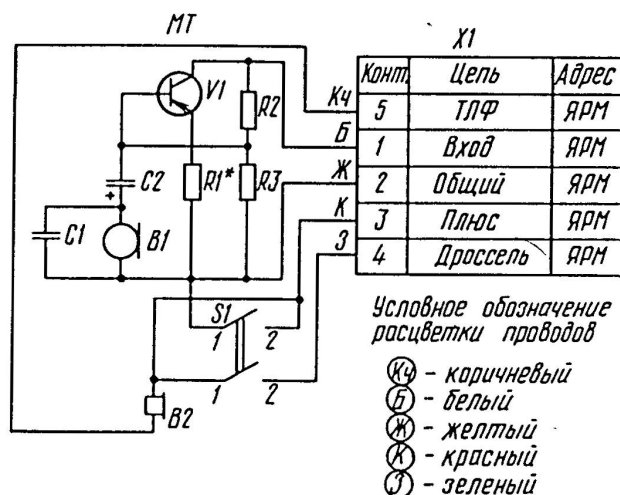 МТ
X1
V1
R2
C2
R1*
R3
C1
B1
S1
1 2
1 2
B2
Конт. Цепь Адрес
Кч 5 ТЛФ ЯРМ
Б 1 Вход ЯРМ
Ж 2 Общий ЯРМ
К 3 Плюс ЯРМ
З 4 Дроссель ЯРМ
+
Условное обозначение
расцветки проводов
Кч - коричневый
Б - белый
Ж - желтый
К - красный
З - зеленый